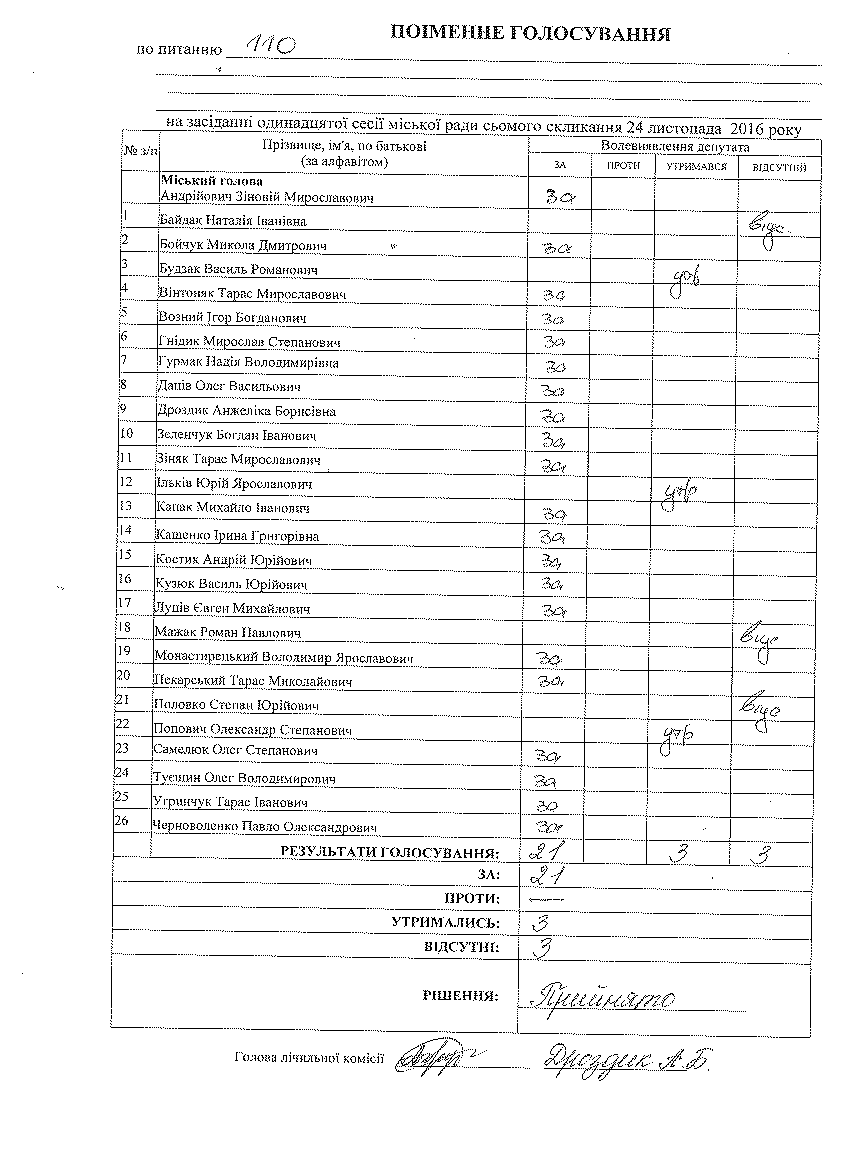 ПОІМЕННЕ ГОЛОСУВАННЯ
по питанню 110
на засіданні одинадцятої сесії міської ради сьомого скликання 24 листопада 2016 року
№ з/п Прізвище, ім'я, по батькові (за алфавітом) Волевиявлення депутата
ЗА ПРОТИ УТРИМАВСЯ ВІДСУТНІЙ
Міський голова
Андрійович Зіновій Мирославович За
1 Байдак Наталія Іванівна відс.
2 Бойчук Микола Дмитрович За
3 Будзак Василь Романович утр
4 Вінтоняк Тарас Мирославович За
5 Возний Ігор Богданович За
6 Гнідик Мирослав Степанович За
7 Гурмак Надія Володимирівна За
8 Даців Олег Васильович За
9 Дроздик Анжеліка Борисівна За
10 Зеленчук Богдан Іванович За
11 Зіняк Тарас Мирославович За
12 Ільків Юрій Ярославович утр
13 Капак Михайло Іванович За
14 Кащенко Ірина Григорівна За
15 Костик Андрій Юрійович За
16 Кузюк Василь Юрійович За
17 Луців Євген Михайлович За
18 Мажак Роман Павлович відс
19 Монастирецький Володимир Ярославович За
20 Пекарський Тарас Миколайович За
21 Половко Степан Юрійович відс
22 Попович Олександр Степанович утр
23 Самелюк Олег Степанович За
24 Туєшин Олег Володимирович За
25 Угринчук Тарас Іванович За
26 Черноволенко Павло Олександрович За
РЕЗУЛЬТАТИ ГОЛОСУВАННЯ: 21 3 3
ЗА: 21
ПРОТИ: —
УТРИМАЛИСЬ: 3
ВІДСУТНІ: 3
РІШЕННЯ: Прийнято
Голова лічильної комісії Дроздик А.Б.